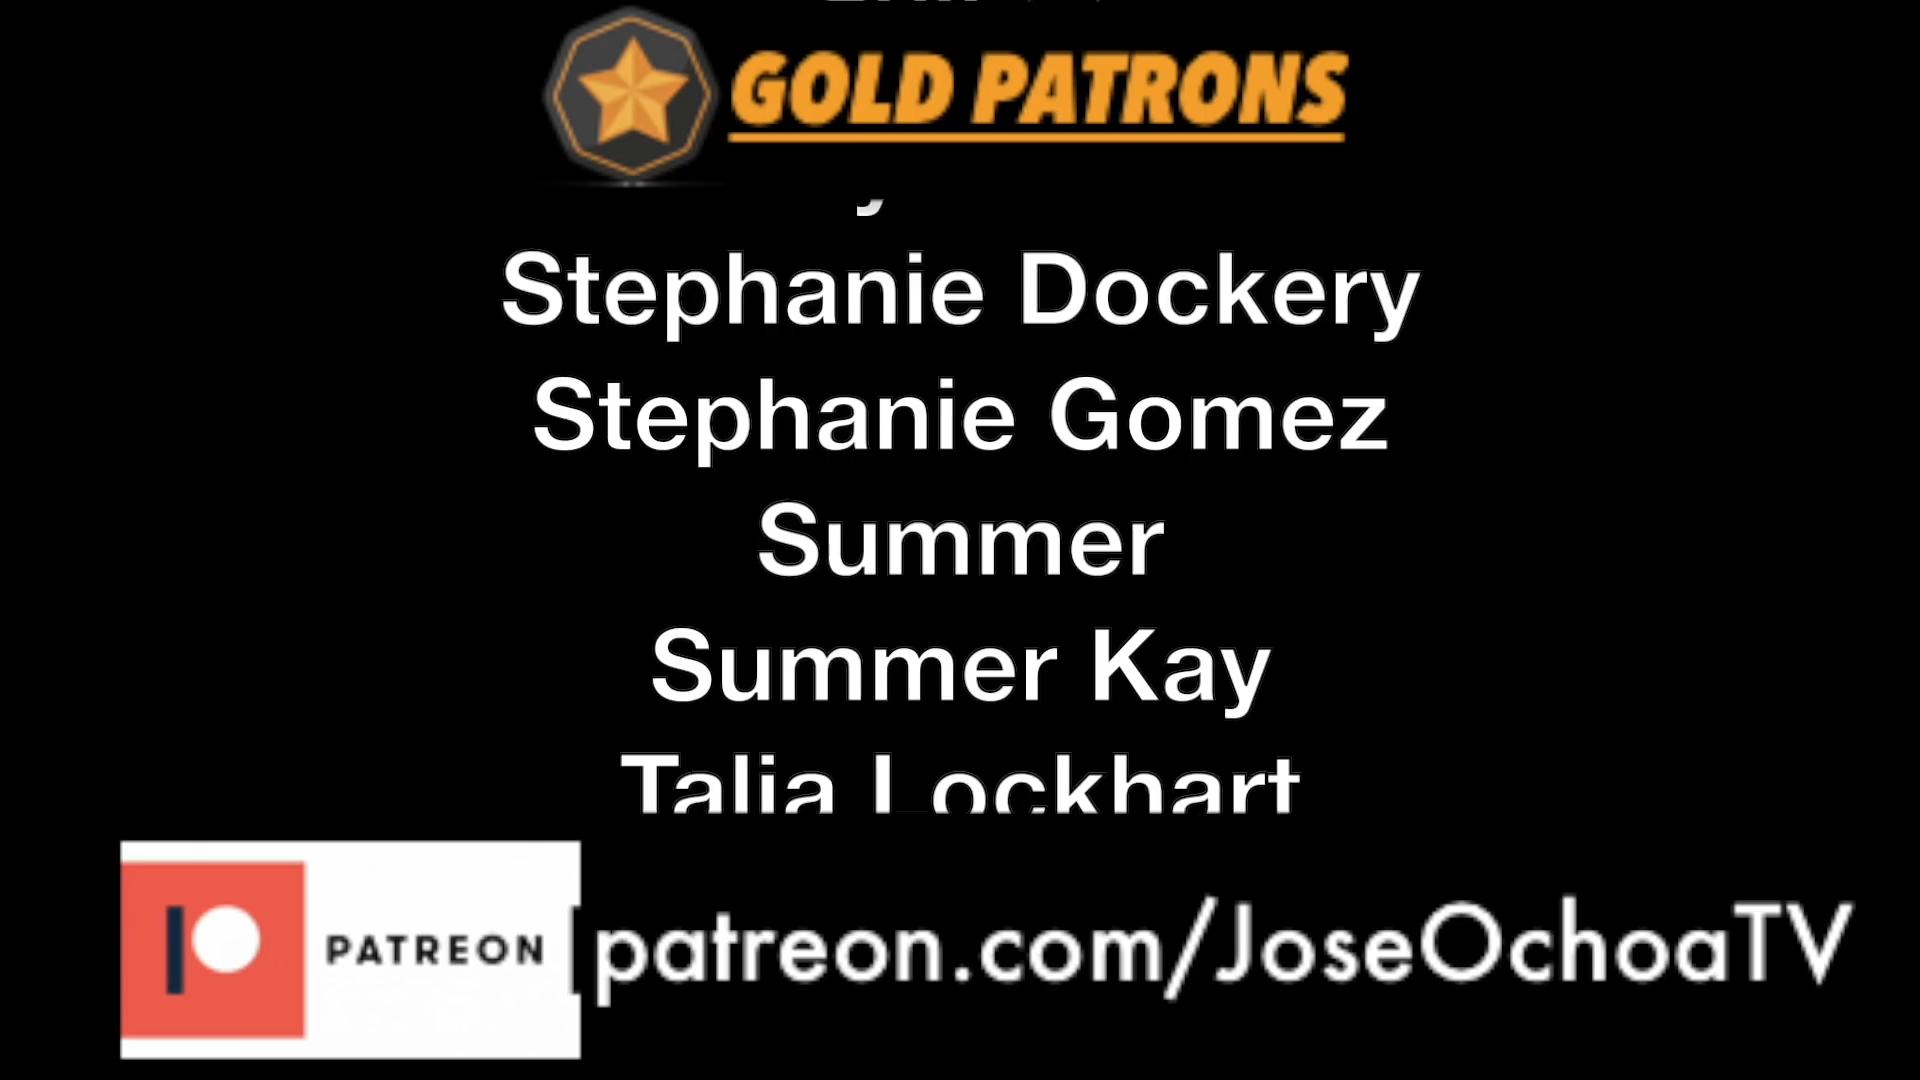 GOLD PATRONS
Stephanie Dockery
Stephanie Gomez
Summer
Summer Kay
Talia Lockhart
PATREON patreon.com/JoseOchoaTV